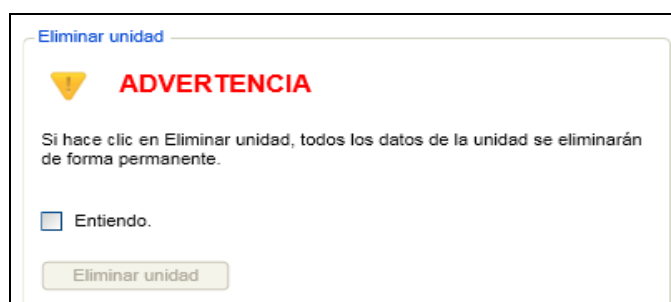 Eliminar unidad
ADVERTENCIA
Si hace clic en Eliminar unidad, todos los datos de la unidad se eliminarán
de forma permanente.
Entiendo.
Eliminar unidad